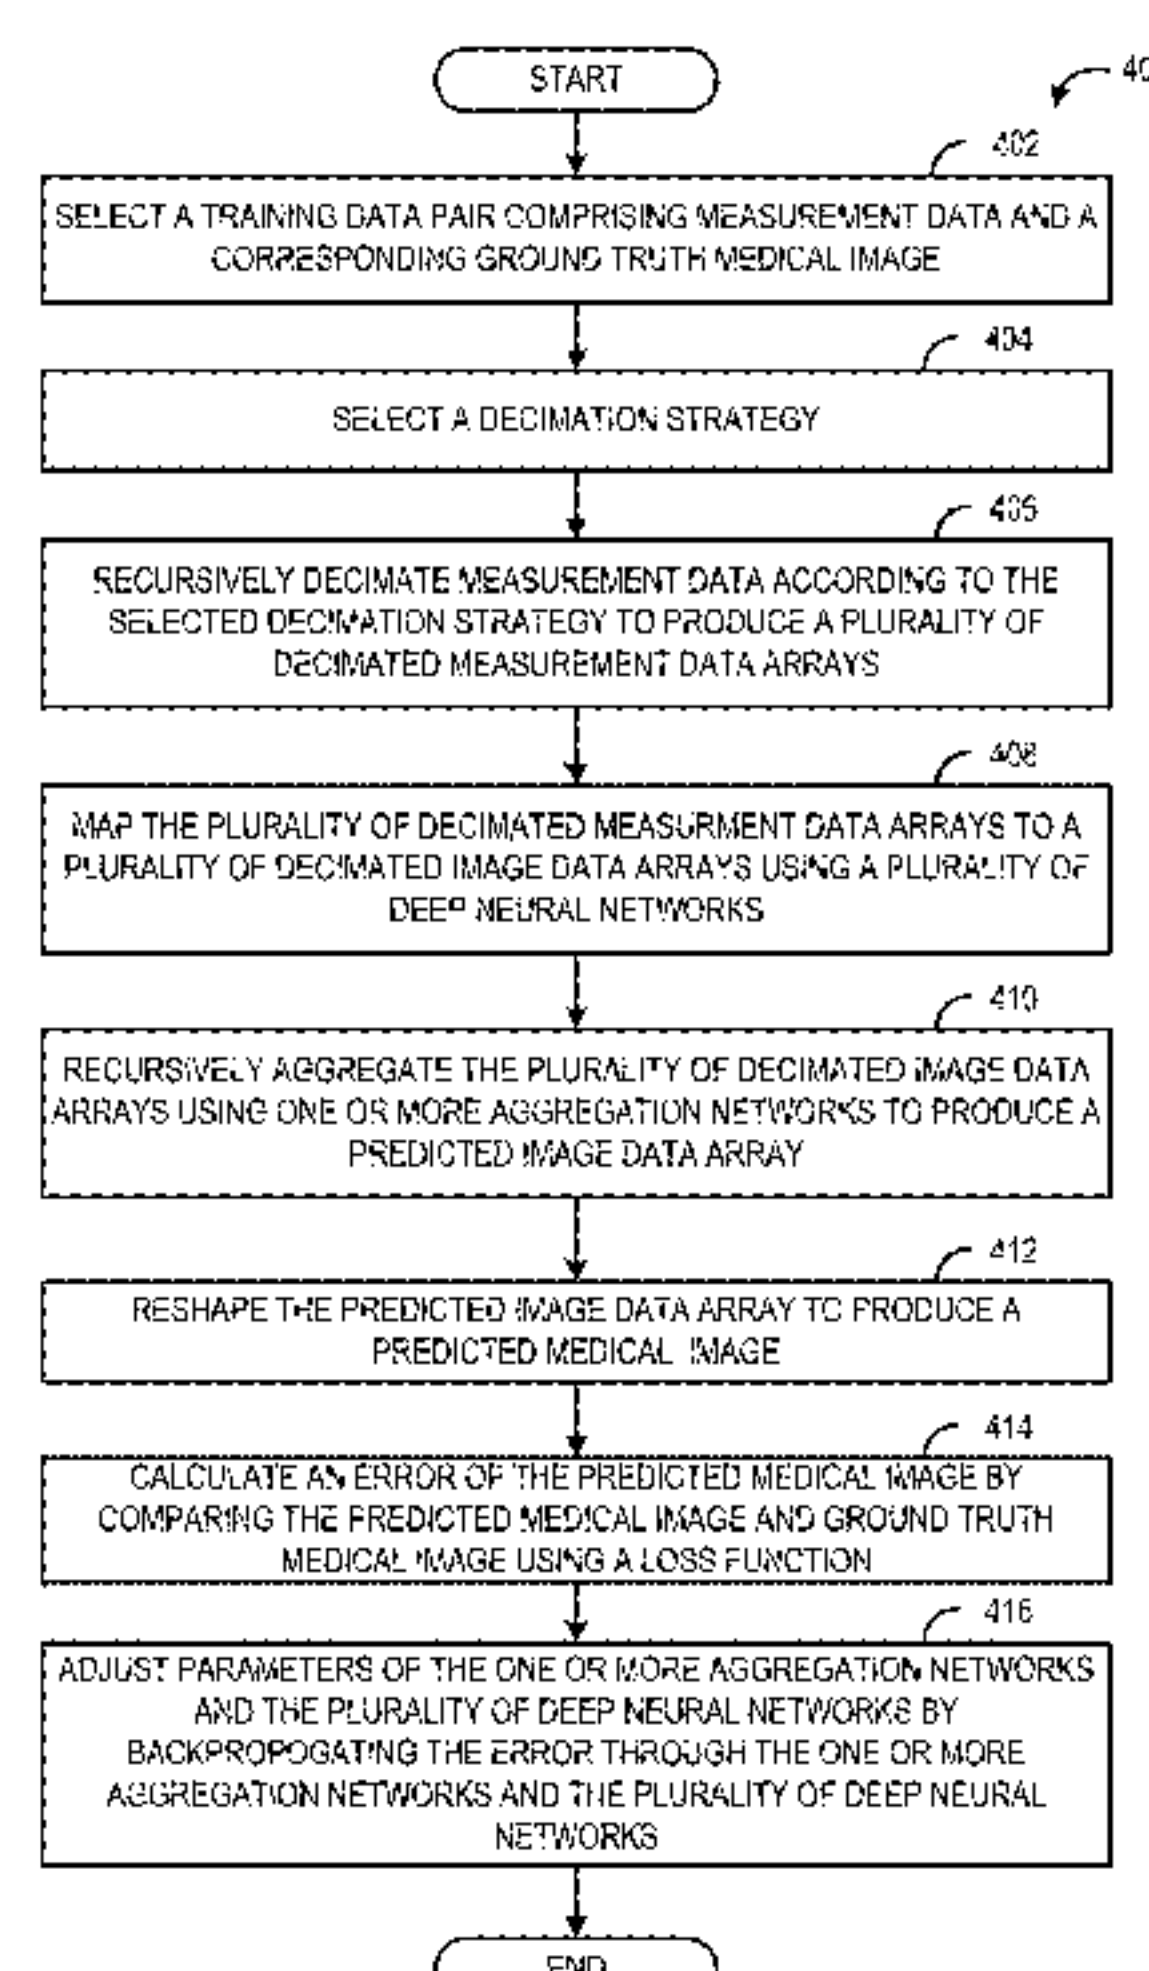 START
40
402
SELECT A TRAINING DATA PAIR COMPRISING MEASUREMENT DATA AND A
CORRESPONDING GROUND TRUTH MEDICAL IMAGE
404
SELECT A DECIMATION STRATEGY
406
RECURSIVELY DECIMATE MEASUREMENT DATA ACCORDING TO THE
SELECTED DECIMATION STRATEGY TO PRODUCE A PLURALITY OF
DECIMATED MEASUREMENT DATA ARRAYS
408
MAP THE PLURALITY OF DECIMATED MEASURMENT DATA ARRAYS TO A
PLURALITY OF DECIMATED IMAGE DATA ARRAYS USING A PLURALITY OF
DEEP NEURAL NETWORKS
410
RECURSIVELY AGGREGATE THE PLURALITY OF DECIMATED IMAGE DATA
ARRAYS USING ONE OR MORE AGGREGATION NETWORKS TO PRODUCE A
PREDICTED IMAGE DATA ARRAY
412
RESHAPE THE PREDICTED IMAGE DATA ARRAY TO PRODUCE A
PREDICTED MEDICAL IMAGE
414
CALCULATE AN ERROR OF THE PREDICTED MEDICAL IMAGE BY
COMPARING THE PREDICTED MEDICAL IMAGE AND GROUND TRUTH
MEDICAL IMAGE USING A LOSS FUNCTION
416
ADJUST PARAMETERS OF THE ONE OR MORE AGGREGATION NETWORKS
AND THE PLURALITY OF DEEP NEURAL NETWORKS BY
BACKPROPOGATING THE ERROR THROUGH THE ONE OR MORE
AGGREGATION NETWORKS AND THE PLURALITY OF DEEP NEURAL
NETWORKS
END